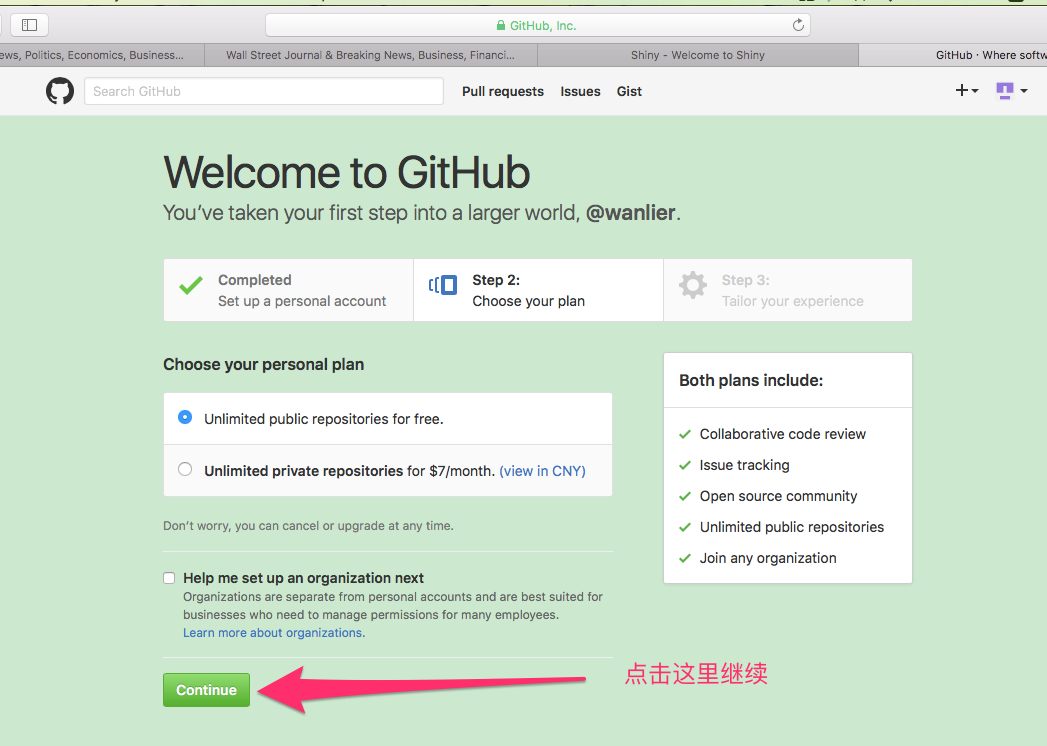 GitHub, Inc.
ews, Politics, Economics, Business...
Wall Street Journal & Breaking News, Business, Financi...
Shiny - Welcome to Shiny
GitHub · Where softw
Search GitHub
Pull requests
Issues
Gist
Welcome to GitHub
You’ve taken your first step into a larger world, @wanlier.
Completed
Set up a personal account
Step 2:
Choose your plan
Step 3:
Tailor your experience
Choose your personal plan
Unlimited public repositories for free.
Unlimited private repositories for $7/month. (view in CNY)
Don’t worry, you can cancel or upgrade at any time.
Both plans include:
Collaborative code review
Issue tracking
Open source community
Unlimited public repositories
Join any organization
Help me set up an organization next
Organizations are separate from personal accounts and are best suited for
businesses who need to manage permissions for many employees.
Learn more about organizations.
Continue
点击这里继续